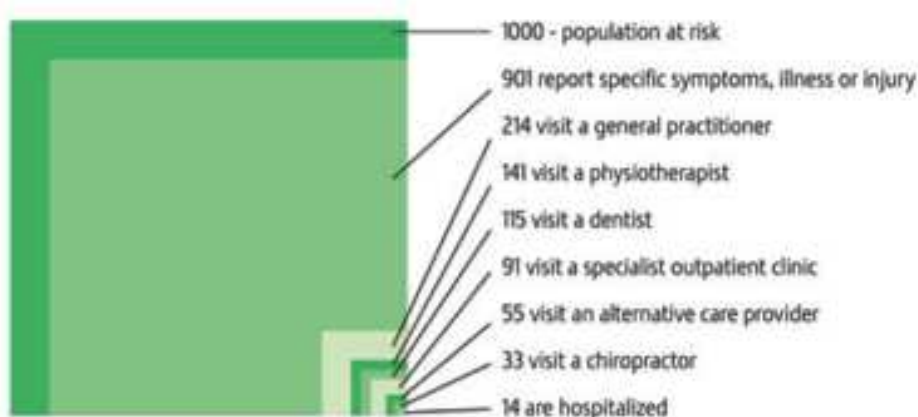 1000 - population at risk
901 report specific symptoms, illness or injury
214 visit a general practitioner
141 visit a physiotherapist
115 visit a dentist
91 visit a specialist outpatient clinic
55 visit an alternative care provider
33 visit a chiropractor
14 are hospitalized